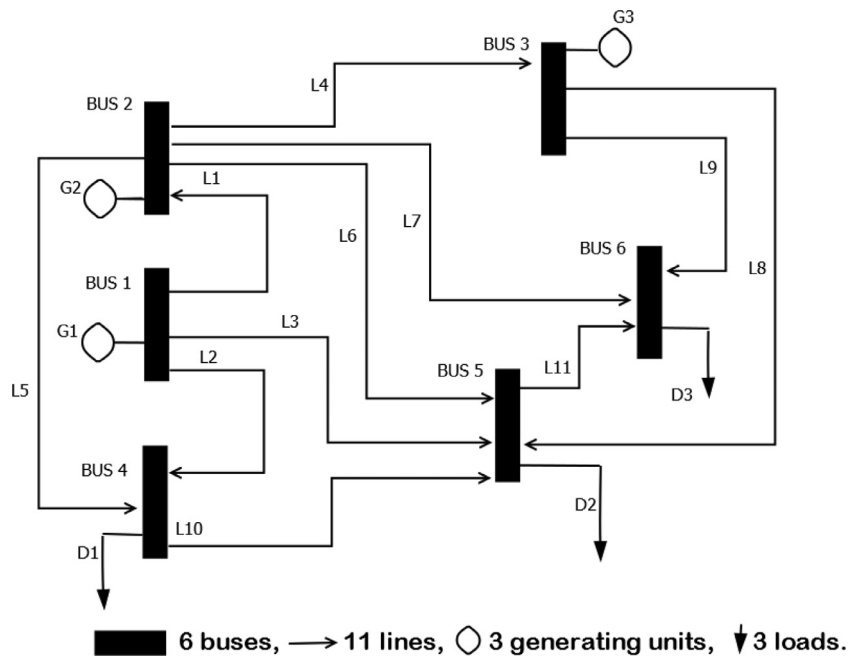 G3
BUS 3
L4
BUS 2
L9
G2
L1
L6
L7
BUS 6
L8
BUS 1
G1
L3
L2
L5
BUS 5
L11
D3
BUS 4
L10
D2
D1
6 buses, 11 lines, 3 generating units, 3 loads.